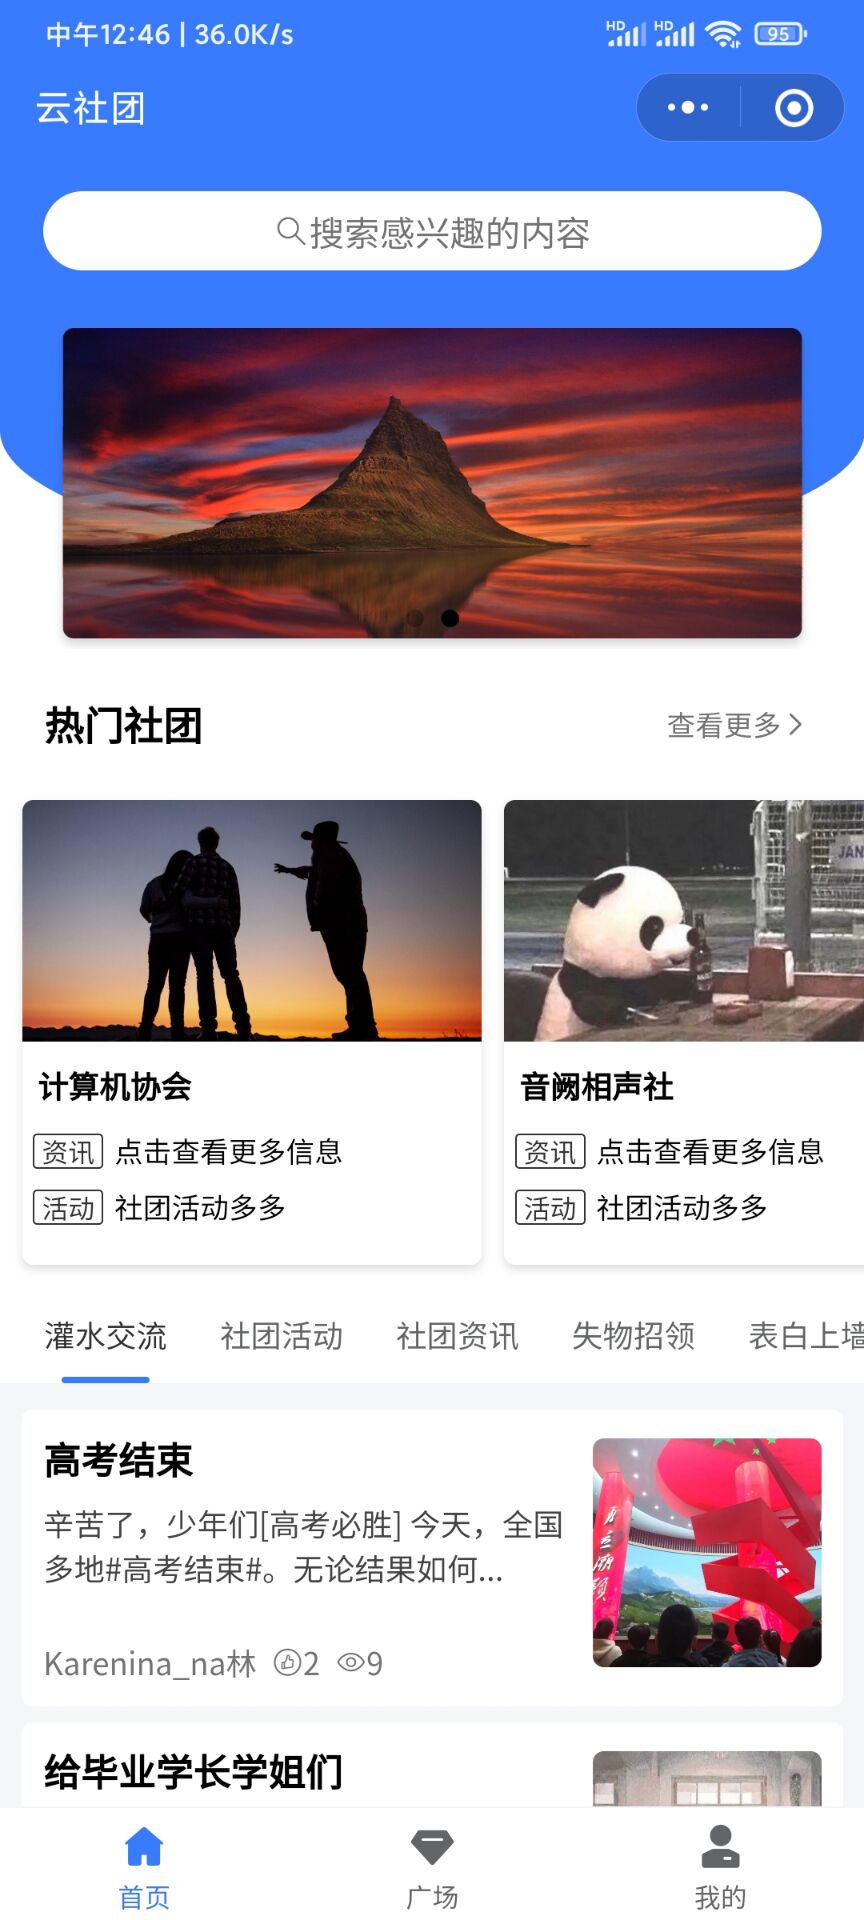 中午12:46 | 36.0K/s
HD HD 95
云社团
搜索感兴趣的内容
热门社团
查看更多
JAN
计算机协会
音阙相声社
资讯 点击查看更多信息
资讯 点击查看更多信息
活动 社团活动多多
活动 社团活动多多
灌水交流 社团活动 社团资讯 失物招领 表白上墙
高考结束
辛苦了，少年们[高考必胜] 今天，全国
多地#高考结束#。无论结果如何...
Karenina_na林 2 9
给毕业学长学姐们
首页 广场 我的